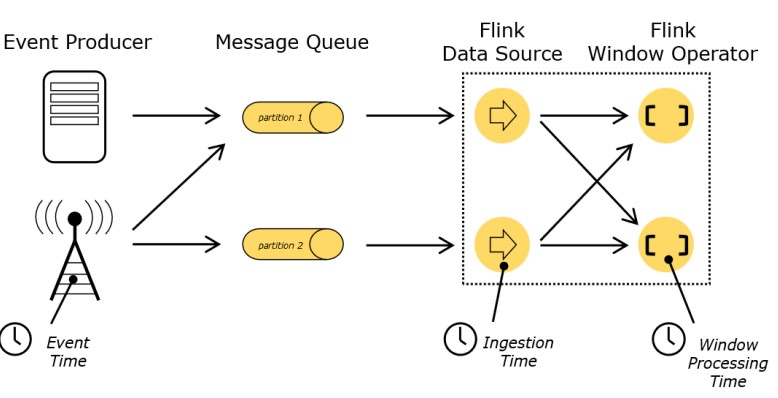 Event Producer
Message Queue
Flink
Data Source
Flink
Window Operator
partition 1
partition 2
Event
Time
Ingestion
Time
Window
Processing
Time